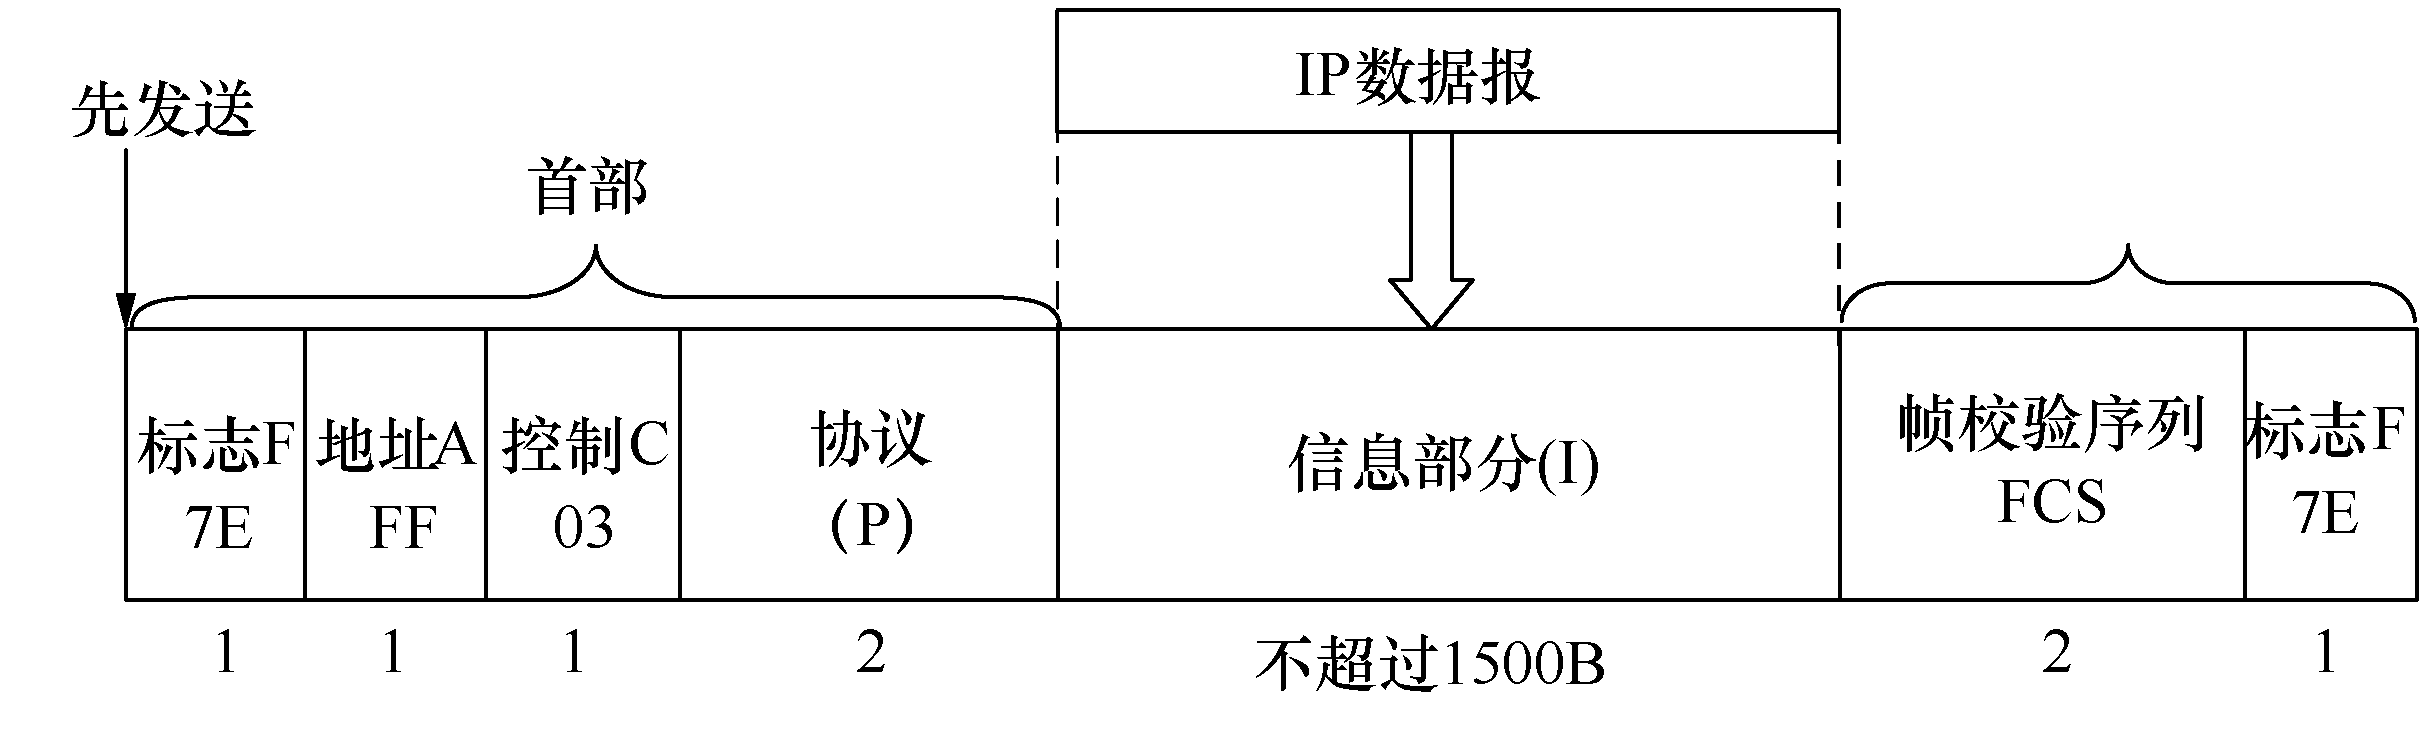 IP数据报
先发送
首部
标志F
7E
地址A
FF
控制C
03
协议
(P)
信息部分(I)
帧校验序列
FCS
标志F
7E
1
1
1
2
不超过1500B
2
1